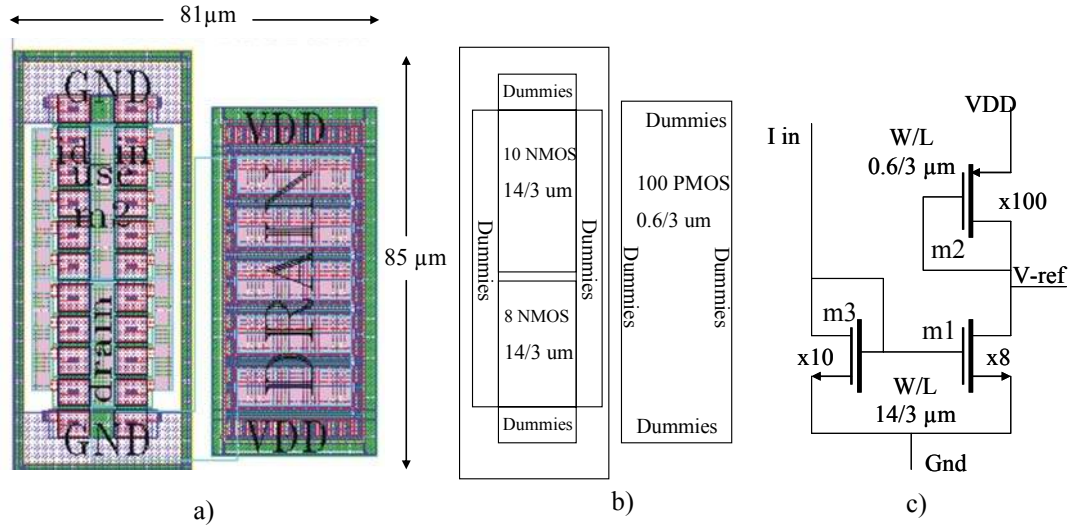 81µm
GND
id in
use
m2
drain
GND
VDD
DRAIN
VDD
85 µm
a)
Dummies
10 NMOS
14/3 um
Dummies
Dummies
8 NMOS
14/3 um
Dummies
Dummies
100 PMOS
0.6/3 um
Dummies
Dummies
Dummies
b)
I in
VDD
W/L
0.6/3 µm
x100
m2
V-ref
m3
m1
x10
x8
W/L
14/3 µm
Gnd
c)